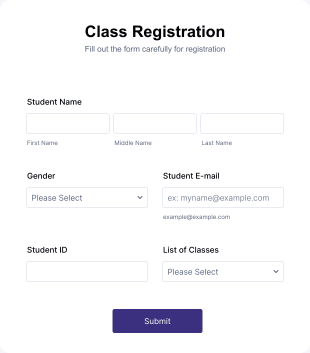 Class Registration
Fill out the form carefully for registration
Student Name
First Name Middle Name Last Name
Gender Student E-mail
Please Select ex: myname@example.com
example@example.com
Student ID List of Classes
Please Select
Submit